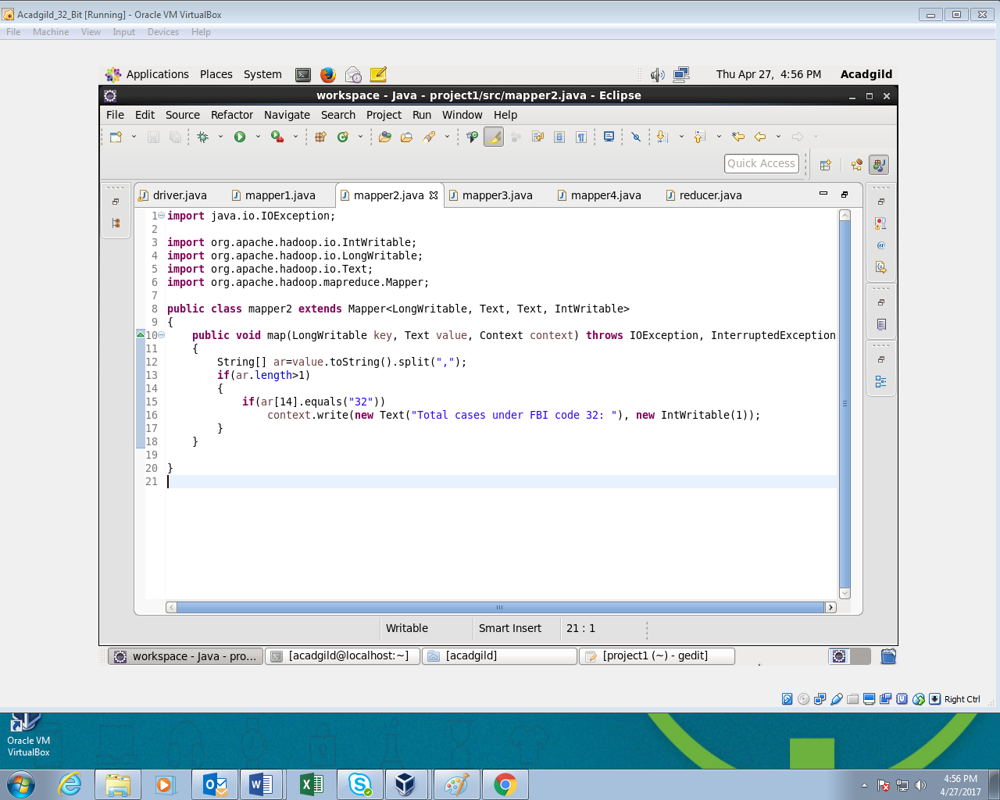 Acadgild_32_Bit [Running] - Oracle VM VirtualBox
File Machine View Input Devices Help
Applications Places System Thu Apr 27, 4:56 PM Acadgild
workspace - Java - project1/src/mapper2.java - Eclipse
File Edit Source Refactor Navigate Search Project Run Window Help
Quick Access
driver.java mapper1.java mapper2.java mapper3.java mapper4.java reducer.java
1 import java.io.IOException;
2
3 import org.apache.hadoop.io.IntWritable;
4 import org.apache.hadoop.io.LongWritable;
5 import org.apache.hadoop.io.Text;
6 import org.apache.hadoop.mapreduce.Mapper;
7
8 public class mapper2 extends Mapper<LongWritable, Text, Text, IntWritable>
9 {
10 public void map(LongWritable key, Text value, Context context) throws IOException, InterruptedException
11 {
12 String[] ar=value.toString().split(",");
13 if(ar.length>1)
14 {
15 if(ar[14].equals("32"))
16 context.write(new Text("Total cases under FBI code 32: "), new IntWritable(1));
17 }
18 }
19
20 }
21
Writable Smart Insert 21 : 1
workspace - Java - pro... [acadgild@localhost:~] [acadgild] [project1 (~) - gedit]
Right Ctrl
Oracle VM
VirtualBox
4:56 PM
4/27/2017